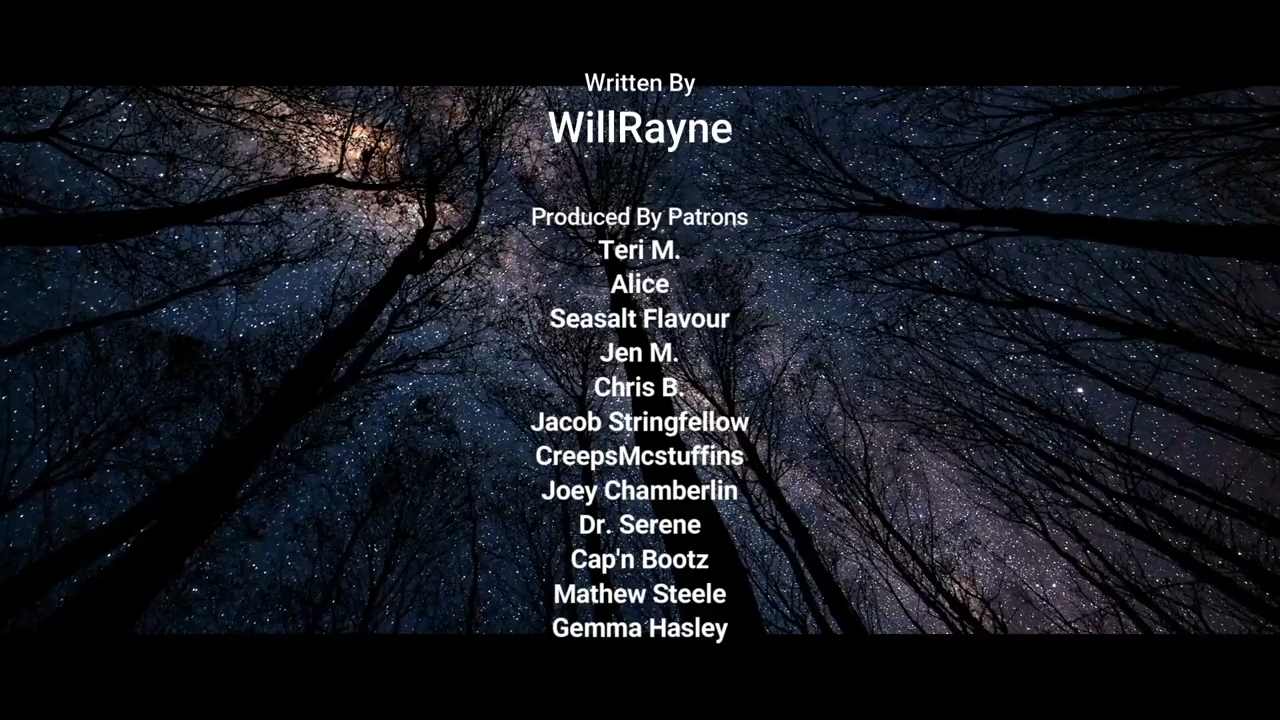 Written By
WillRayne
Produced By Patrons
Teri M.
Alice
Seasalt Flavour
Jen M.
Chris B.
Jacob Stringfellow
CreepsMcstuffins
Joey Chamberlin
Dr. Serene
Cap'n Bootz
Mathew Steele
Gemma Hasley